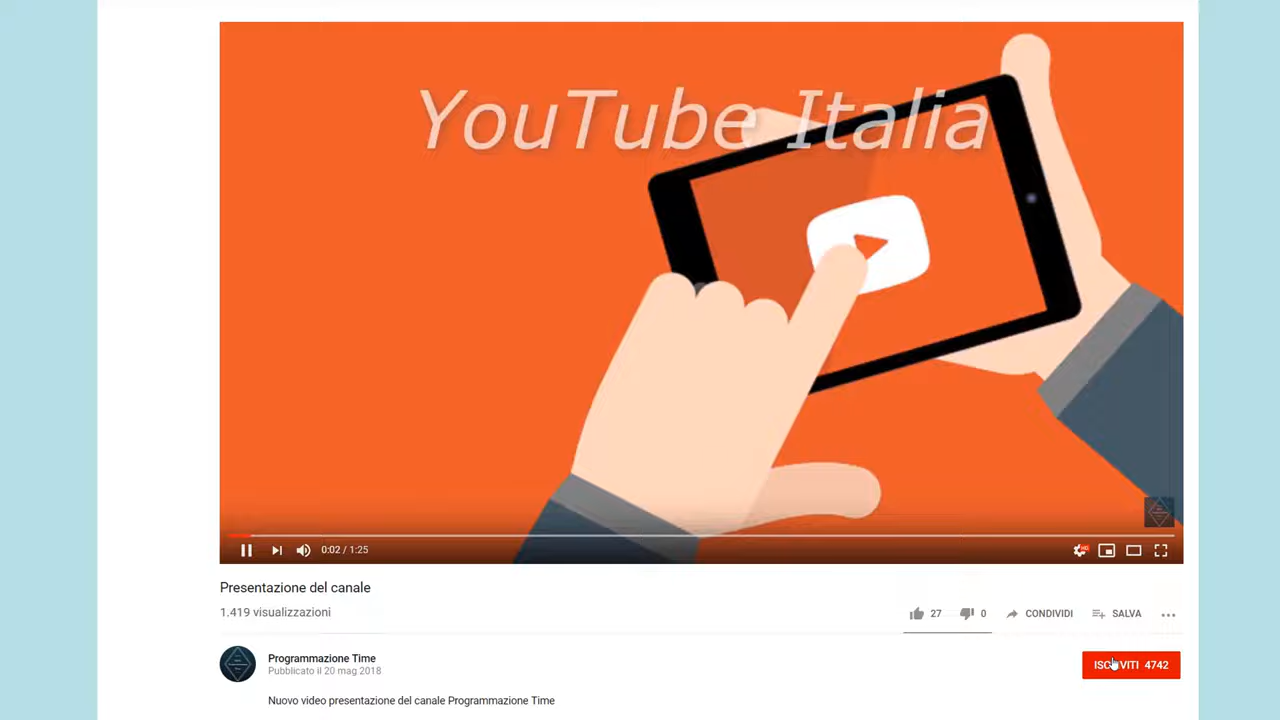 YouTube Italia
0:02 / 1:25
Presentazione del canale
1.419 visualizzazioni
27 0 CONDIVIDI SALVA
Programmazione Time
Pubblicato il 20 mag 2018
ISCRIVITI 4742
Nuovo video presentazione del canale Programmazione Time